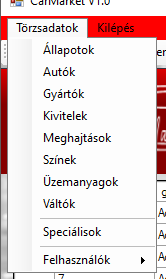 CarMarket V1.0
Törzsadatok Kilépés
Állapotok
Autók
Gyártók
Kivitelek
Meghajtások
Színek
Üzemanyagok
Váltók
Speciálisok
Felhasználók